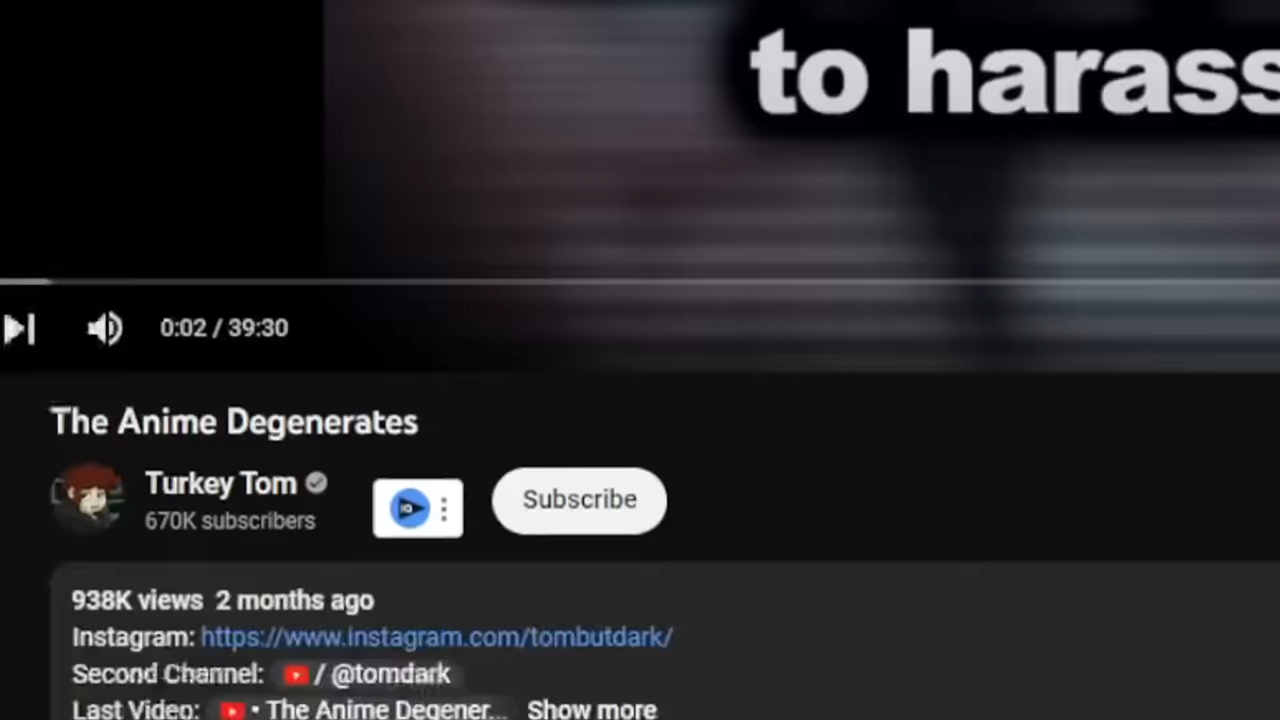 to harass
0:02 / 39:30
The Anime Degenerates
Turkey Tom
670K subscribers
IQ
Subscribe
938K views 2 months ago
Instagram: https://www.instagram.com/tombutdark/
Second Channel: / @tomdark
Last Video: • The Anime Degener... Show more